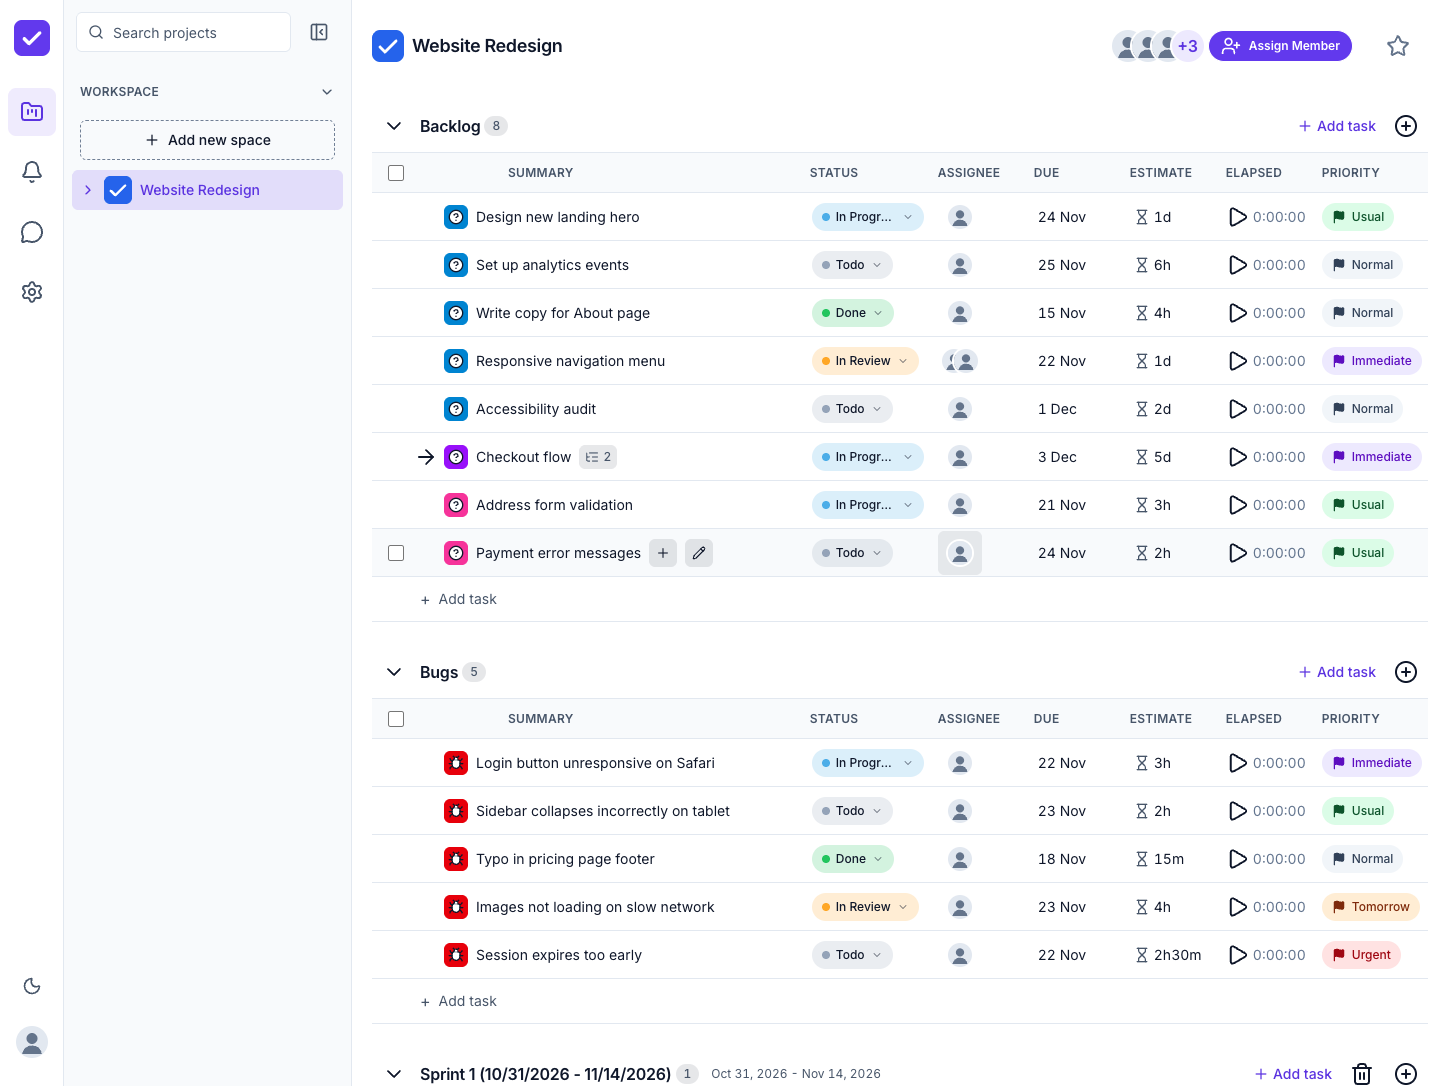 Search projects
WORKSPACE
Add new space
Website Redesign
Website Redesign
+3
Assign Member
Backlog 8
Add task
SUMMARY STATUS ASSIGNEE DUE ESTIMATE ELAPSED PRIORITY
Design new landing hero In Progr... 24 Nov 1d 0:00:00 Usual
Set up analytics events Todo 25 Nov 6h 0:00:00 Normal
Write copy for About page Done 15 Nov 4h 0:00:00 Normal
Responsive navigation menu In Review 22 Nov 1d 0:00:00 Immediate
Accessibility audit Todo 1 Dec 2d 0:00:00 Normal
Checkout flow 2 In Progr... 3 Dec 5d 0:00:00 Immediate
Address form validation In Progr... 21 Nov 3h 0:00:00 Usual
Payment error messages Todo 24 Nov 2h 0:00:00 Usual
+ Add task
Bugs 5
Add task
SUMMARY STATUS ASSIGNEE DUE ESTIMATE ELAPSED PRIORITY
Login button unresponsive on Safari In Progr... 22 Nov 3h 0:00:00 Immediate
Sidebar collapses incorrectly on tablet Todo 23 Nov 2h 0:00:00 Usual
Typo in pricing page footer Done 18 Nov 15m 0:00:00 Normal
Images not loading on slow network In Review 23 Nov 4h 0:00:00 Tomorrow
Session expires too early Todo 22 Nov 2h30m 0:00:00 Urgent
+ Add task
Sprint 1 (10/31/2026 - 11/14/2026) 1 Oct 31, 2026 - Nov 14, 2026
Add task